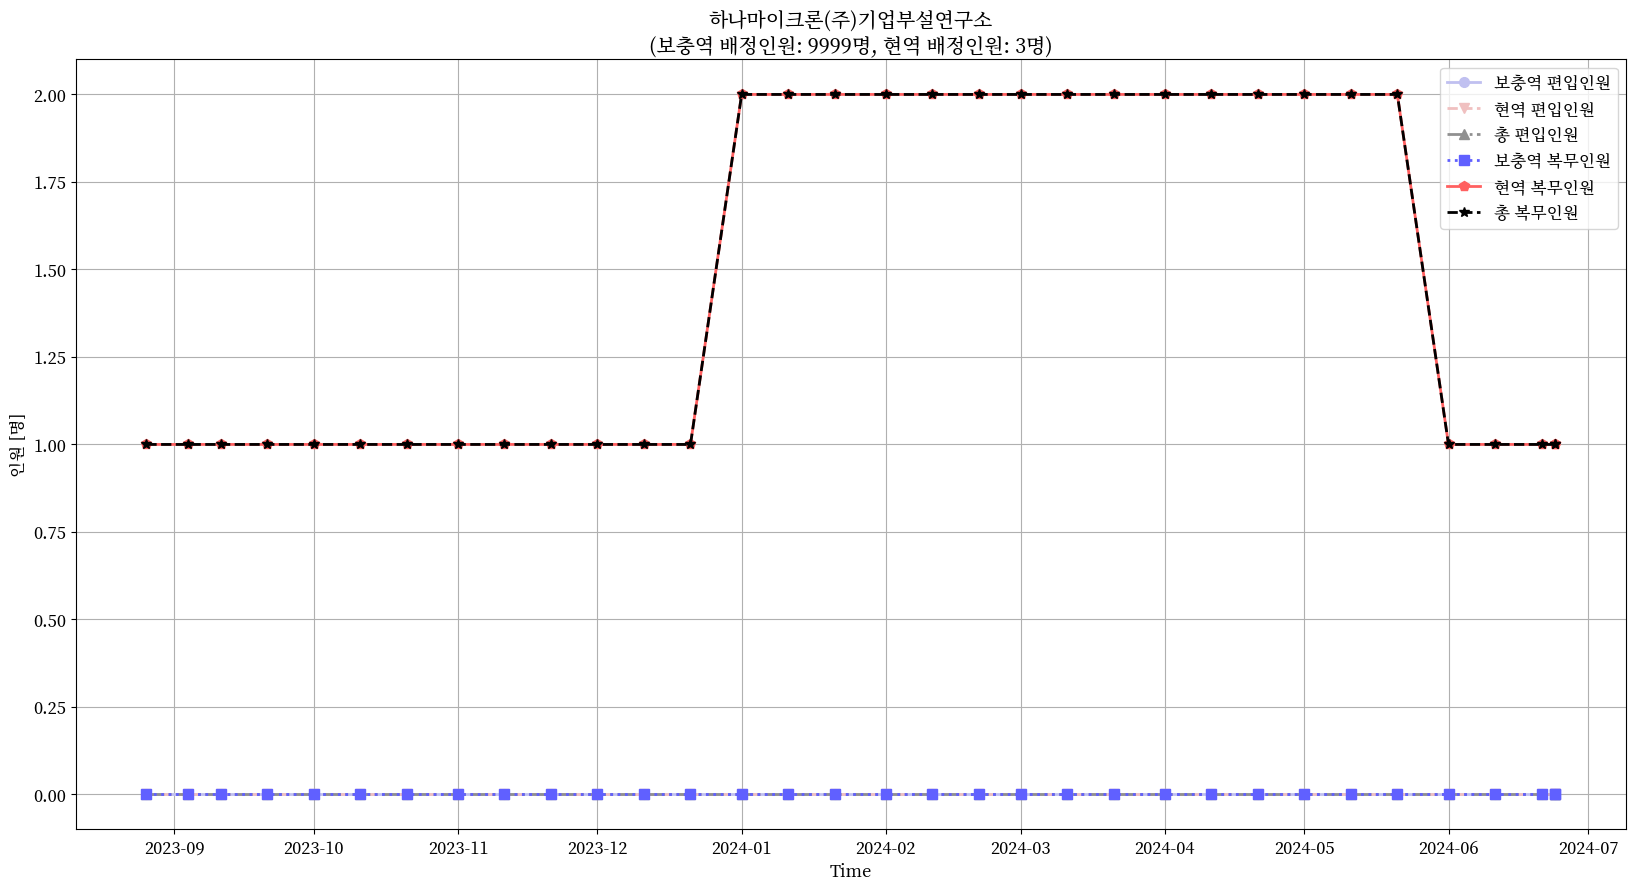 하나마이크론(주)기업부설연구소
(보충역 배정인원: 9999명, 현역 배정인원: 3명)
보충역 편입인원
현역 편입인원
총 편입인원
보충역 복무인원
현역 복무인원
총 복무인원
2.00
1.75
1.50
1.25
1.00
0.75
0.50
0.25
0.00
인원 [명]
2023-09 2023-10 2023-11 2023-12 2024-01 2024-02 2024-03 2024-04 2024-05 2024-06 2024-07
Time